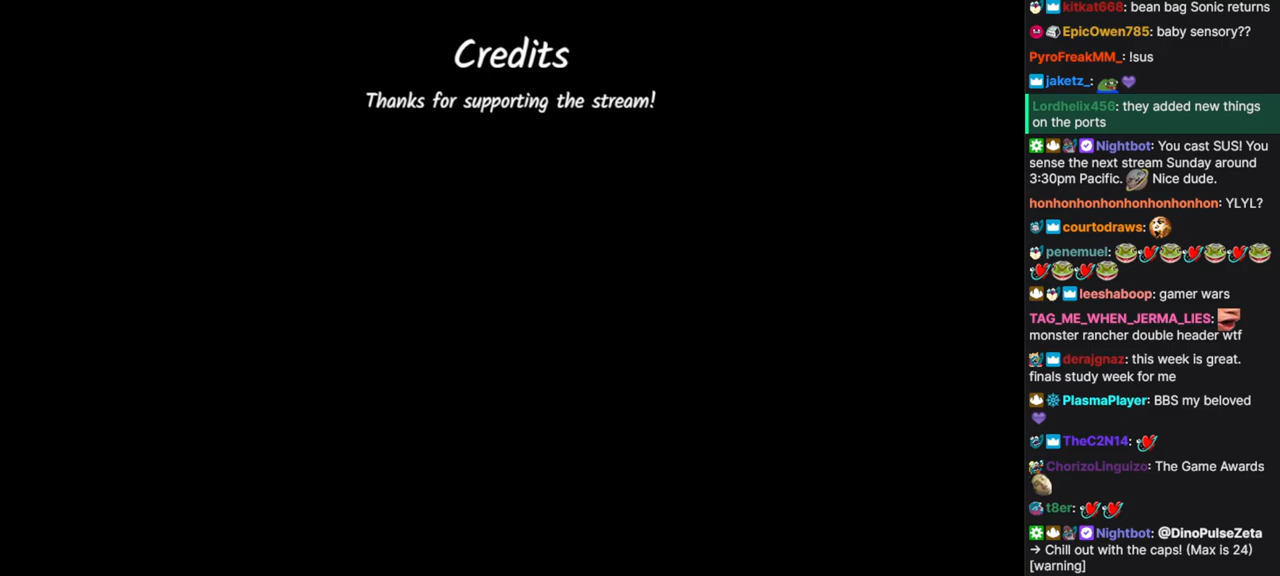 Credits
Thanks for supporting the stream!
kitkat668: bean bag Sonic returns
EpicOwen785: baby sensory??
PyroFreakMM_: !sus
jaketz_:
Lordhelix456: they added new things
on the ports
Nightbot: You cast SUS! You
sense the next stream Sunday around
3:30pm Pacific. Nice dude.
honhonhonhonhonhonhonhon: YLYL?
courtodraws:
penemuel:
leeshaboop: gamer wars
TAG_ME_WHEN_JERMA_LIES:
monster rancher double header wtf
derajgnaz: this week is great.
finals study week for me
PlasmaPlayer: BBS my beloved
TheC2N14:
ChorizoLinguizo: The Game Awards
t8er:
Nightbot: @DinoPulseZeta
→ Chill out with the caps! (Max is 24)
[warning]